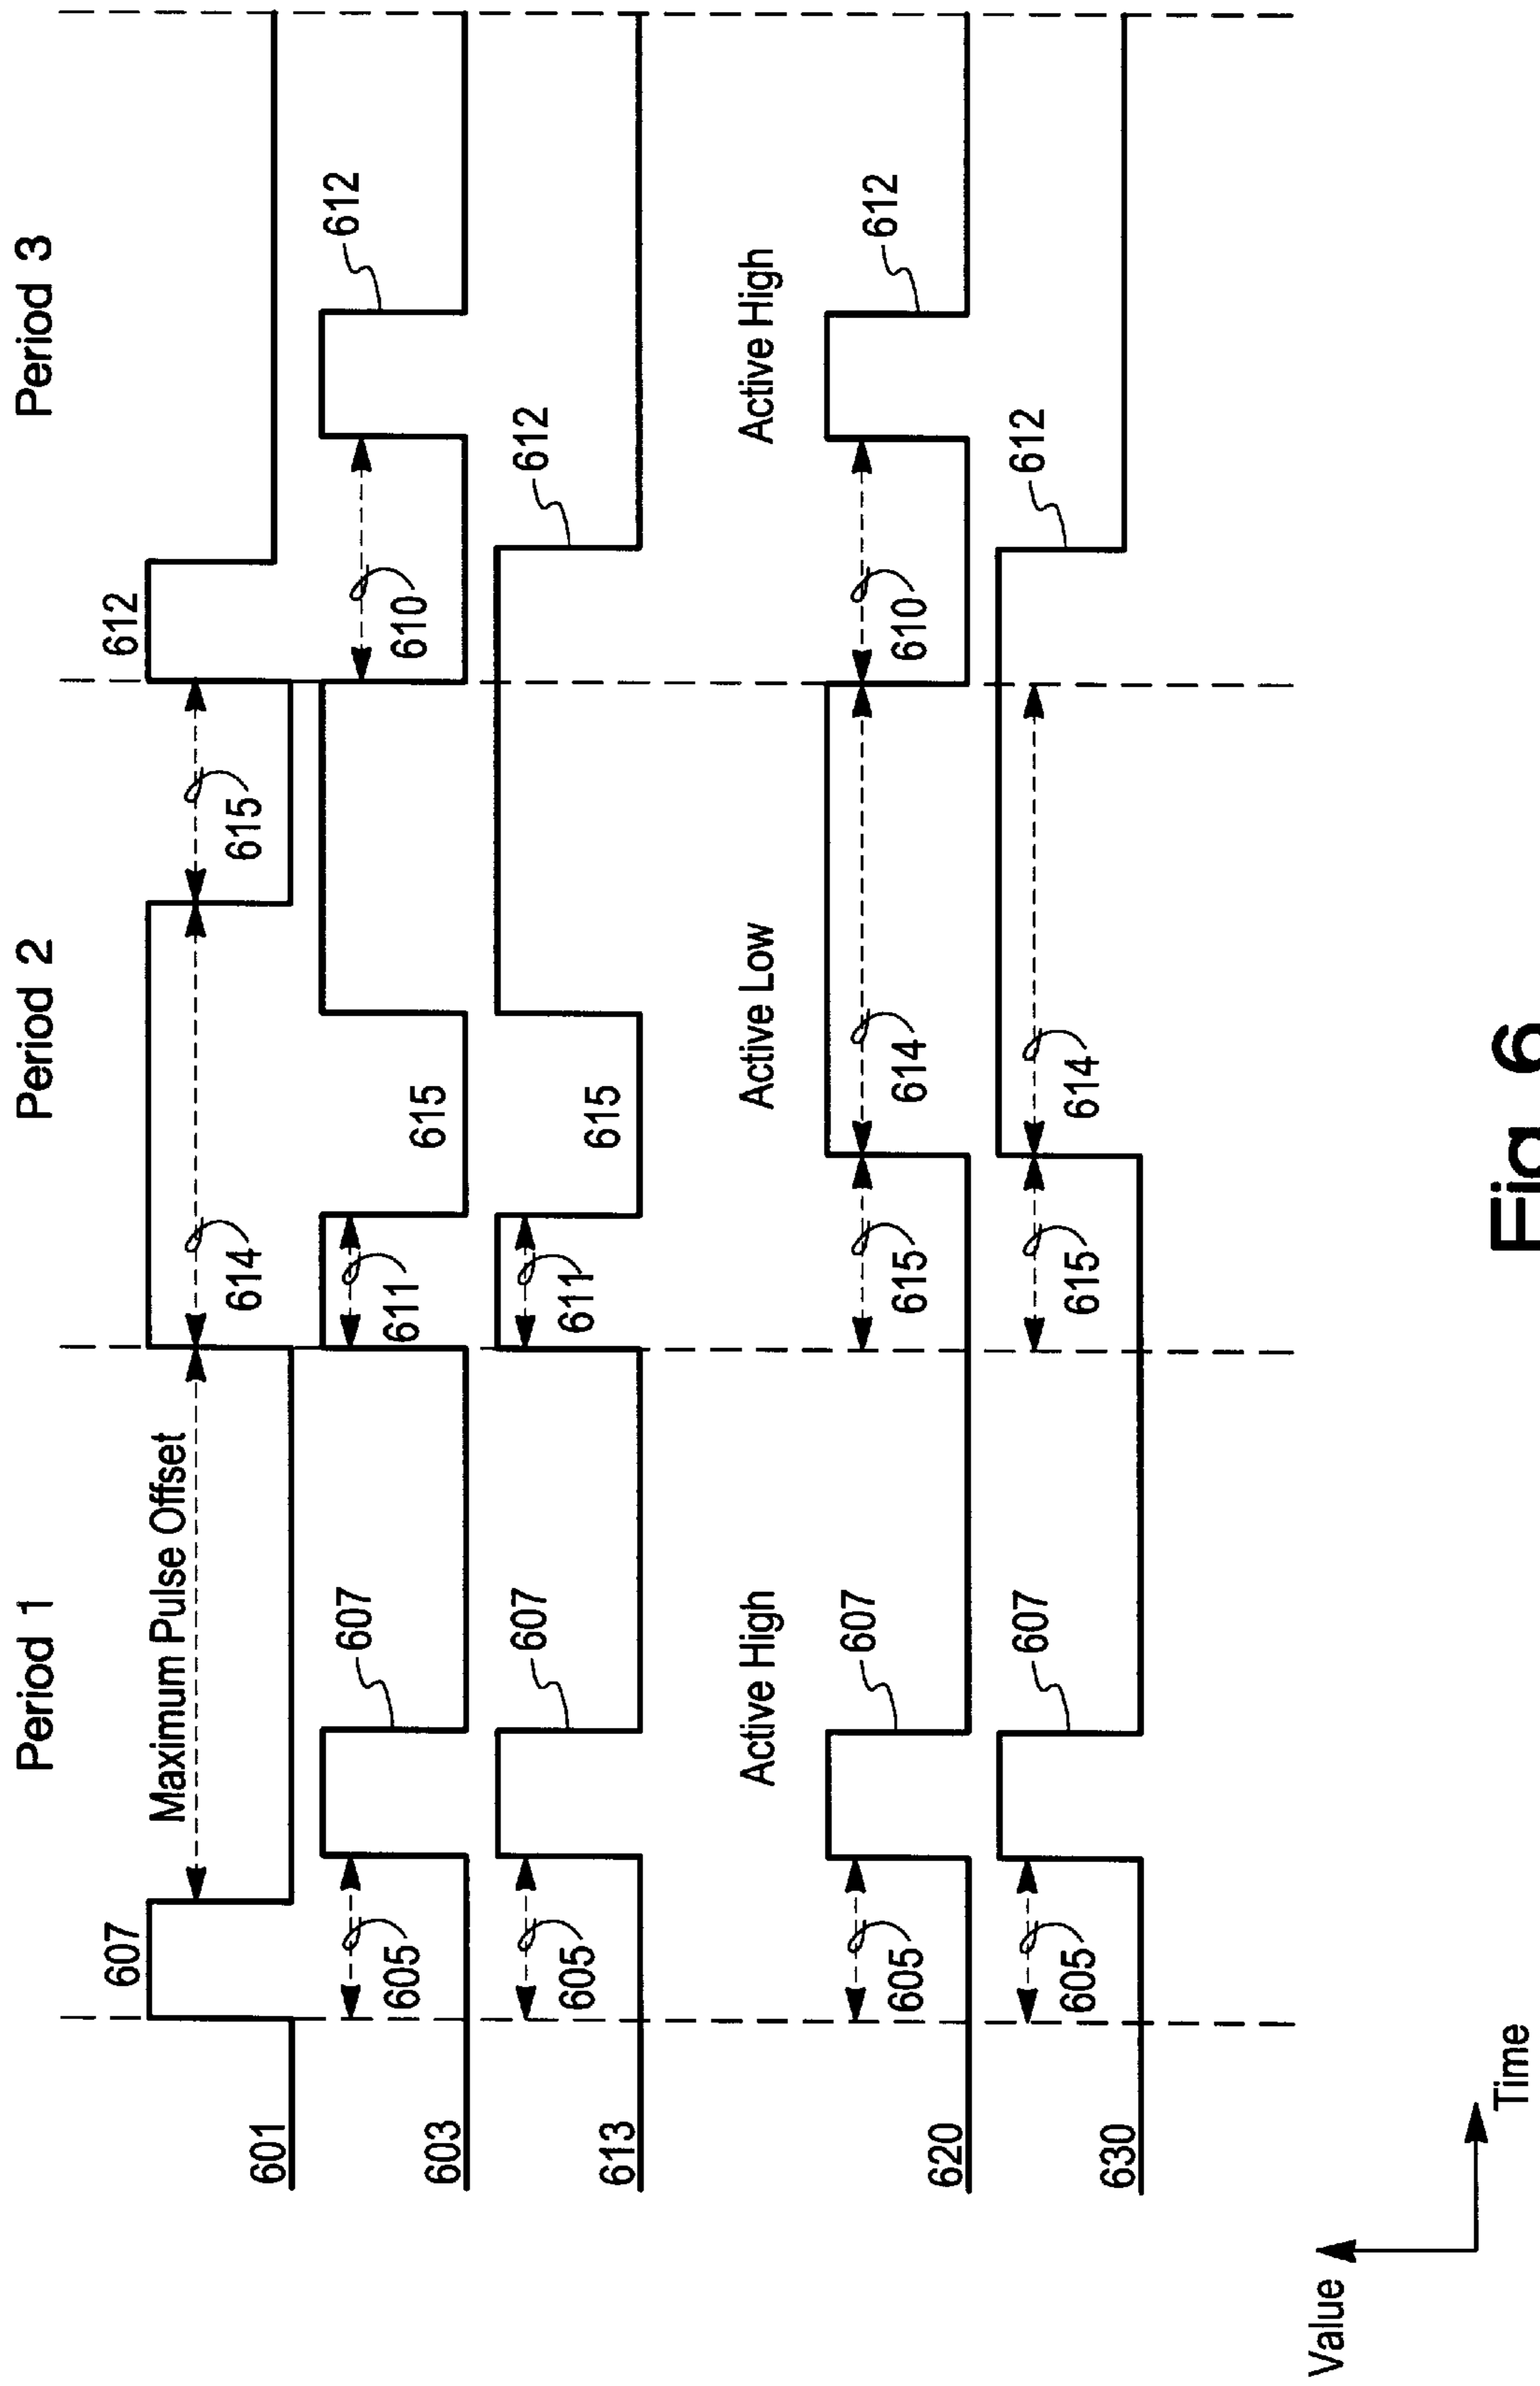 Period 1 Period 2 Period 3
607 612
Maximum Pulse Offset
601 614 615
607 612
603 605 611 615 610
607 612
613 605 611 615
Active High Active Low Active High
607 612
620 605 615 614 610
607 612
630 605 615 614
Value
Time
Fig. 6